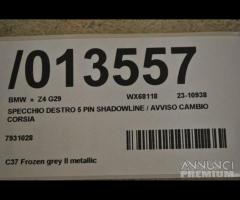 /013557
BMW » Z4 G29 WX68118 23-10938
SPECCHIO DESTRO 5 PIN SHADOWLINE / AVVISO CAMBIO
CORSIA
7931028
C37 Frozen grey II metallic
ANNUNCI
PREMIUM